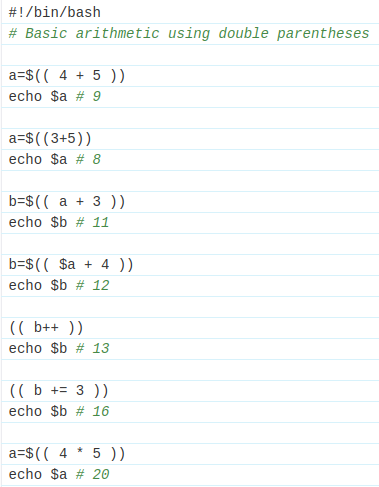 #!/bin/bash
# Basic arithmetic using double parentheses
a=$(( 4 + 5 ))
echo $a # 9
a=$((3+5))
echo $a # 8
b=$(( a + 3 ))
echo $b # 11
b=$(( $a + 4 ))
echo $b # 12
(( b++ ))
echo $b # 13
(( b += 3 ))
echo $b # 16
a=$(( 4 * 5 ))
echo $a # 20